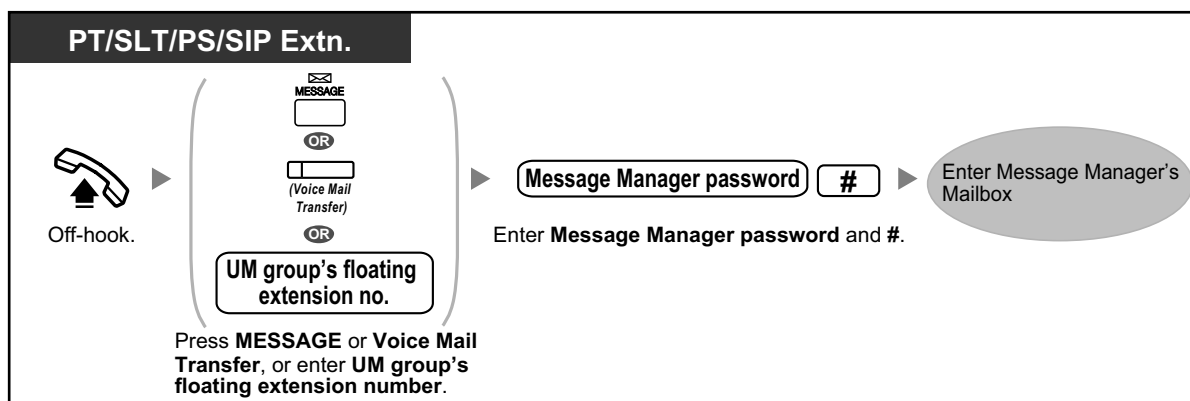 PT/SLT/PS/SIP Extn.
MESSAGE
OR
(Voice Mail
Transfer)
OR
UM group's floating
extension no.
Press MESSAGE or Voice Mail
Transfer, or enter UM group's
floating extension number.
Off-hook.
Message Manager password #
Enter Message Manager password and #.
Enter Message Manager's
Mailbox